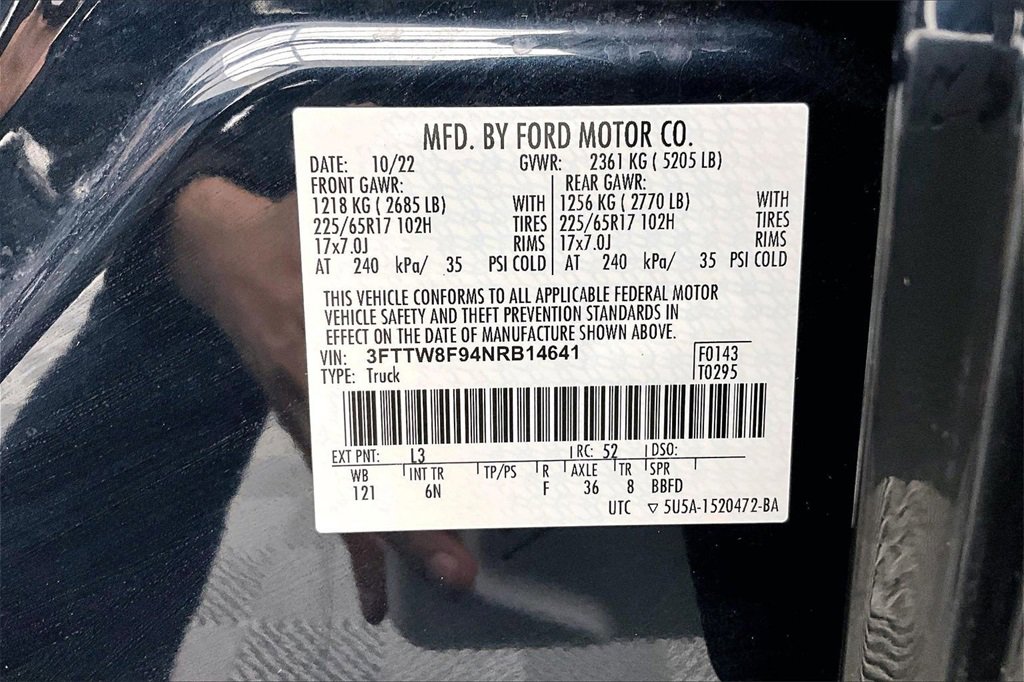 MFD. BY FORD MOTOR CO.
DATE: 10/22 GVWR: 2361 KG ( 5205 LB)
FRONT GAWR: REAR GAWR:
1218 KG ( 2685 LB) WITH 1256 KG ( 2770 LB) WITH
225/65R17 102H TIRES 225/65R17 102H TIRES
17x7.0J RIMS 17x7.0J RIMS
AT 240 kPa/ 35 PSI COLD AT 240 kPa/ 35 PSI COLD
THIS VEHICLE CONFORMS TO ALL APPLICABLE FEDERAL MOTOR
VEHICLE SAFETY AND THEFT PREVENTION STANDARDS IN
EFFECT ON THE DATE OF MANUFACTURE SHOWN ABOVE.
VIN: 3FTTW8F94NRB14641 F0143
TYPE: Truck T0295
EXT PNT: L3 RC: 52 DSO:
WB INT TR TP/PS R AXLE TR SPR
121 6N F 36 8 BBFD
UTC ▽ 5U5A-1520472-BA